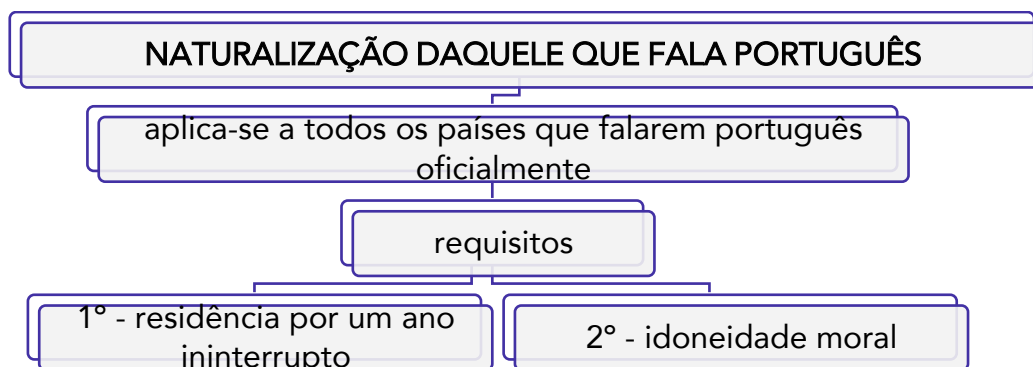 NATURALIZAÇÃO DAQUELE QUE FALA PORTUGUÊS
aplica-se a todos os países que falarem português
oficialmente
requisitos
1º - residência por um ano
ininterrupto
2º - idoneidade moral